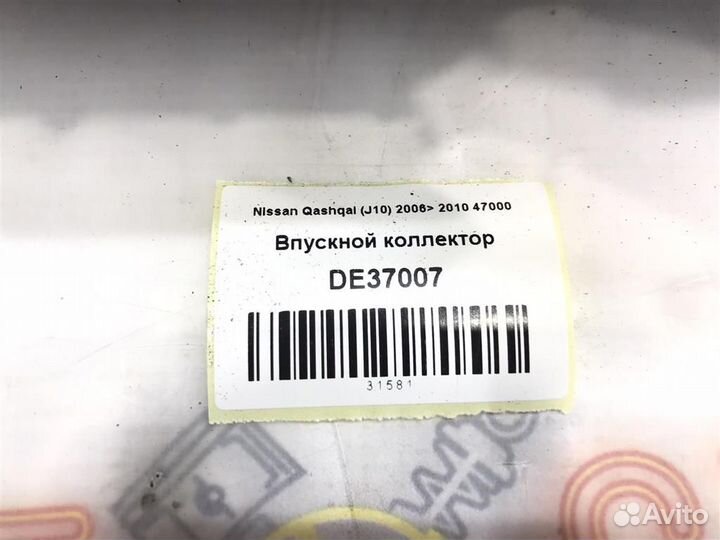 Nissan Qashqai (J10) 2006> 2010 47000
Впускной коллектор
DE37007
31581
Avito